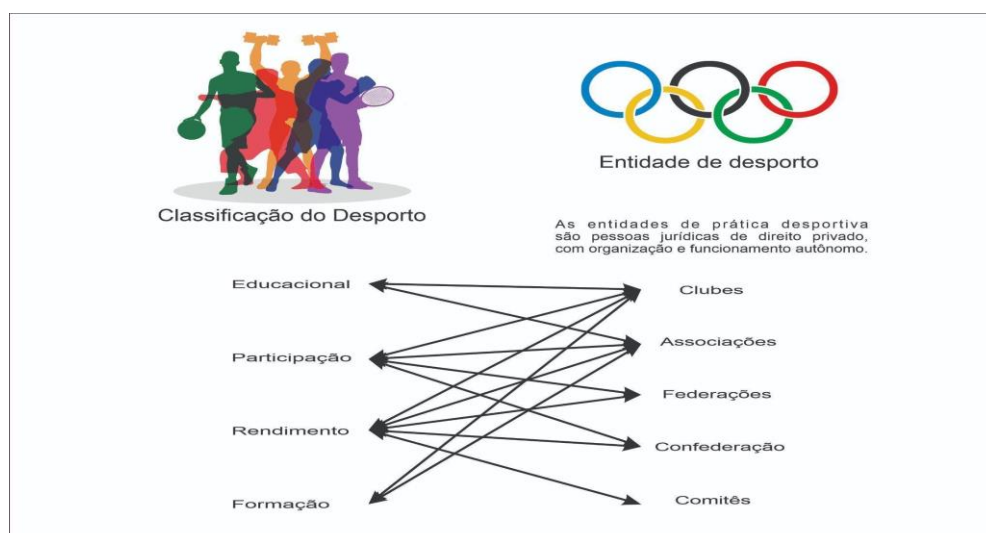 Classificação do Desporto
Entidade de desporto
As entidades de prática desportiva
são pessoas jurídicas de direito privado,
com organização e funcionamento autônomo.
Educacional
Participação
Rendimento
Formação
Clubes
Associações
Federações
Confederação
Comitês